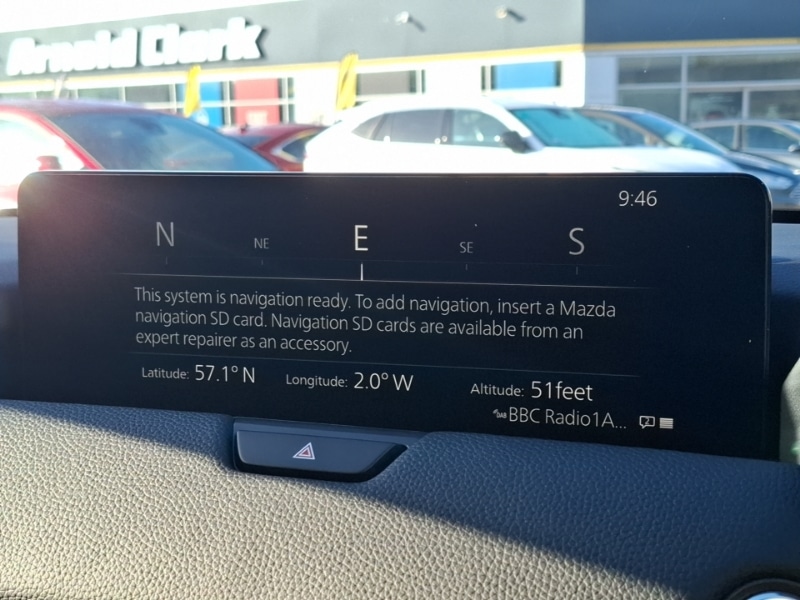 Arnold Clark
9:46
N NE E SE S
This system is navigation ready. To add navigation, insert a Mazda
navigation SD card. Navigation SD cards are available from an
expert repairer as an accessory.
Latitude: 57.1° N Longitude: 2.0° W Altitude: 51feet
DAB BBC Radio1A... 2